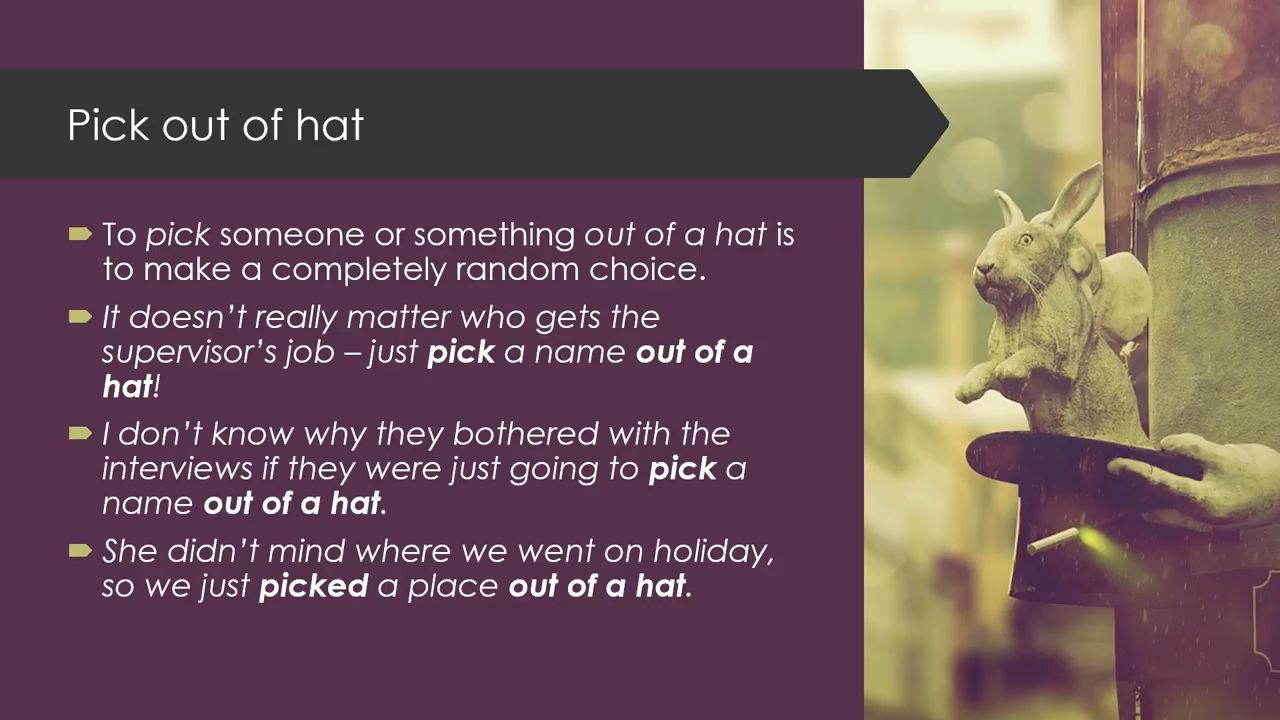 Pick out of hat
To pick someone or something out of a hat is
to make a completely random choice.
It doesn’t really matter who gets the
supervisor’s job – just pick a name out of a
hat!
I don’t know why they bothered with the
interviews if they were just going to pick a
name out of a hat.
She didn’t mind where we went on holiday,
so we just picked a place out of a hat.